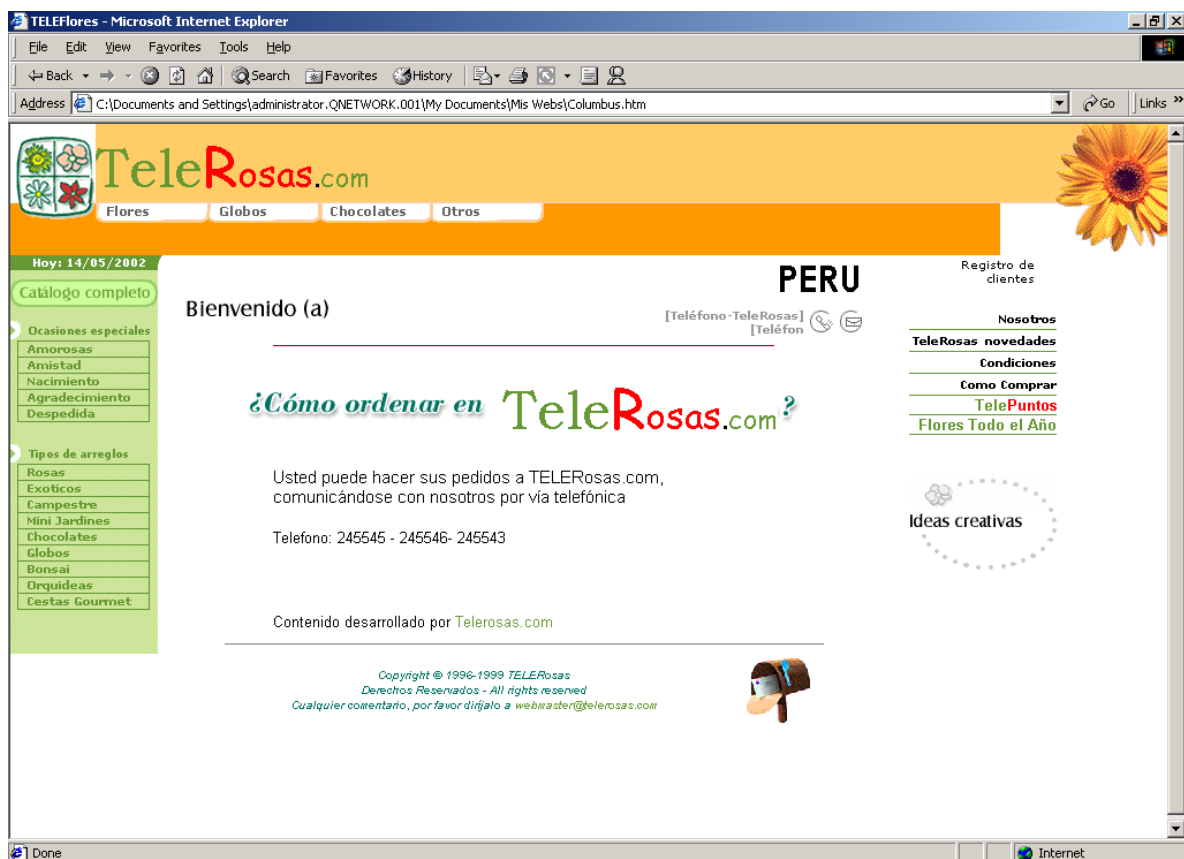 TELEFlores - Microsoft Internet Explorer
File Edit View Favorites Tools Help
Back Search Favorites History
Address C:\Documents and Settings\administrator.QNETWORK.001\My Documents\Mis Webs\Columbus.htm Go Links »
TeleRosas.com
Flores Globos Chocolates Otros
Hoy: 14/05/2002
Catálogo completo
Ocasiones especiales
Amorosas
Amistad
Nacimiento
Agradecimiento
Despedida
Tipos de arreglos
Rosas
Exoticos
Campestre
Mini Jardines
Chocolates
Globos
Bonsai
Orquideas
Cestas Gourmet
PERU
Bienvenido (a)
[Teléfono-TeleRosas]
[Teléfon
¿Cómo ordenar en TeleRosas.com?
Usted puede hacer sus pedidos a TELERosas.com,
comunicándose con nosotros por vía telefónica
Telefono: 245545 - 245546- 245543
Contenido desarrollado por Telerosas.com
Copyright © 1996-1999 TELERosas
Derechos Reservados - All rights reserved
Cualquier comentario, por favor diríjalo a webmaster@telerosas.com
Registro de
clientes
Nosotros
TeleRosas novedades
Condiciones
Como Comprar
TelePuntos
Flores Todo el Año
Ideas creativas
Done Internet